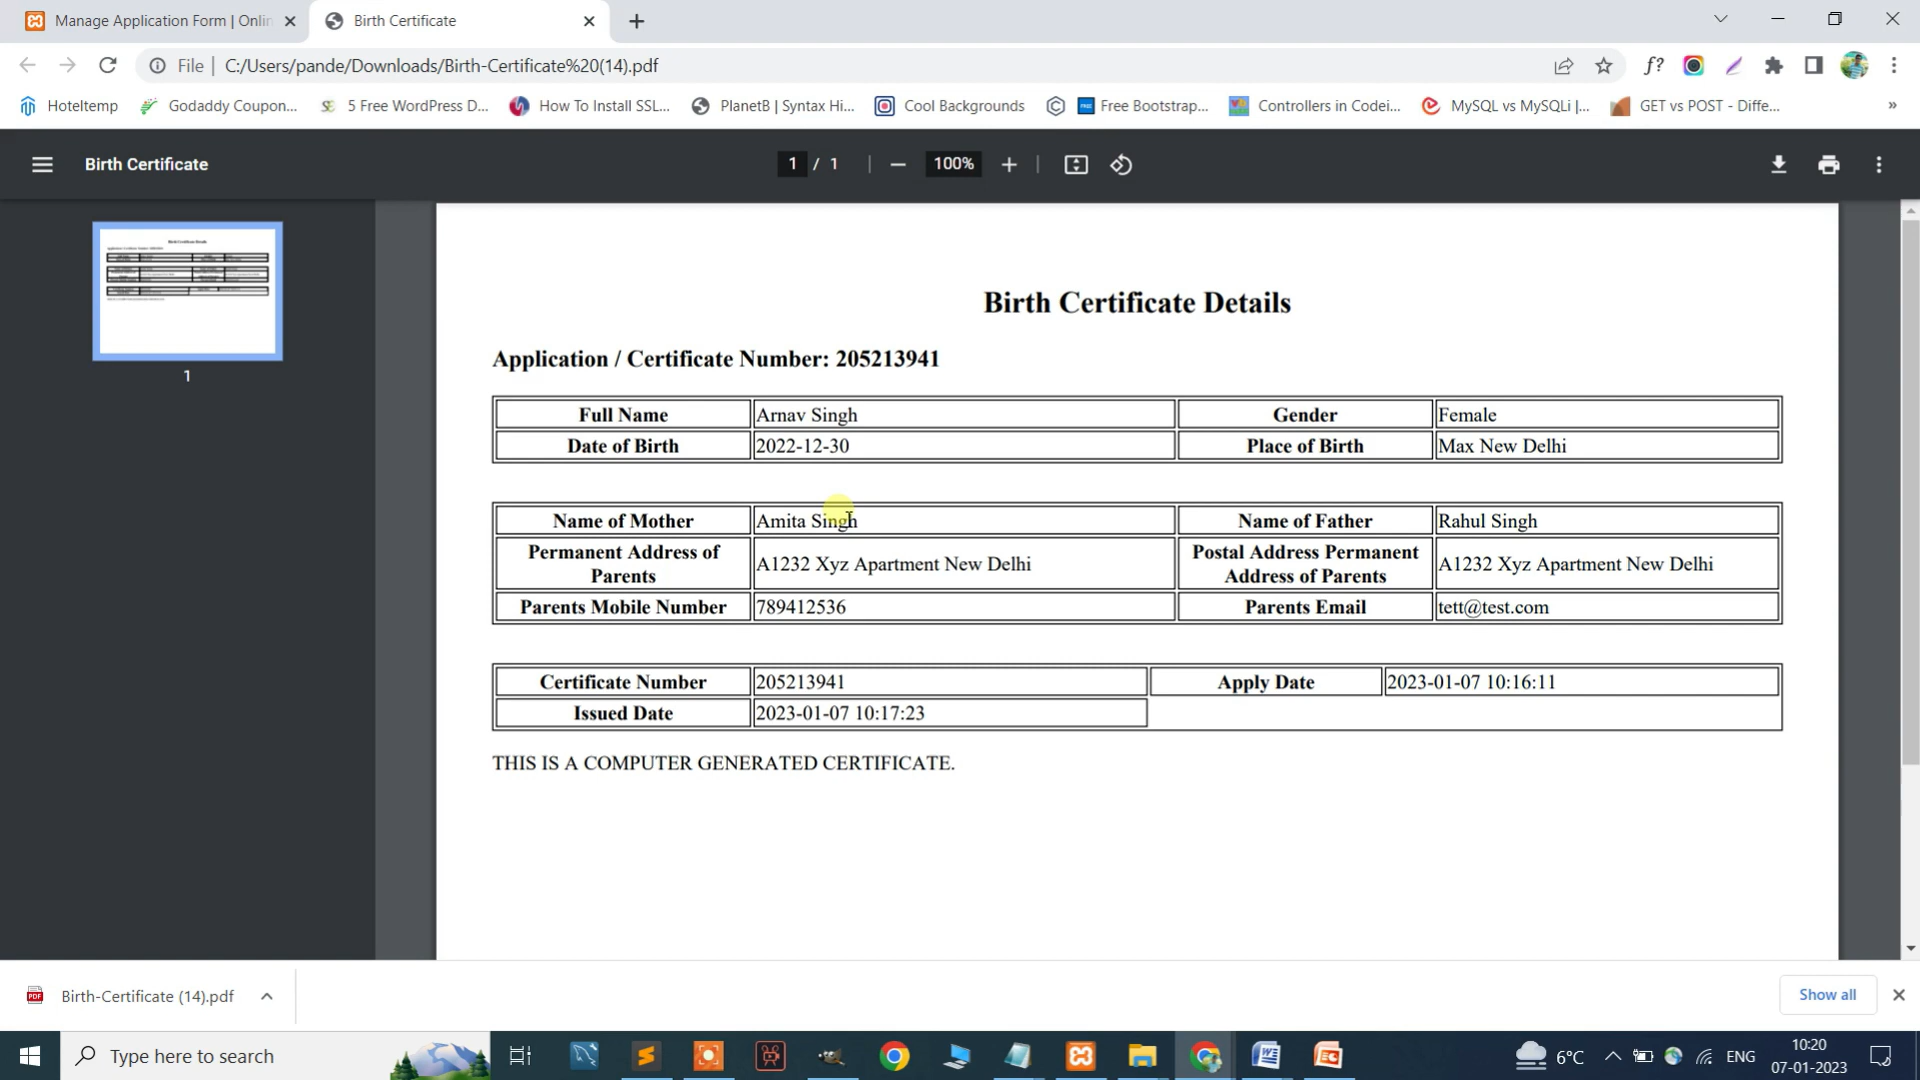 Manage Application Form | Onlin
Birth Certificate
File | C:/Users/pande/Downloads/Birth-Certificate%20(14).pdf
f?
Hoteltemp
Godaddy Coupon...
5 Free WordPress D...
How To Install SSL...
PlanetB | Syntax Hi...
Cool Backgrounds
Free Bootstrap...
Controllers in Codei...
MySQL vs MySQLi |...
GET vs POST - Diffe...
»
Birth Certificate
1 / 1
100%
1
Birth Certificate Details
Application / Certificate Number: 205213941
Full Name Arnav Singh Gender Female
Date of Birth 2022-12-30 Place of Birth Max New Delhi
Name of Mother Amita Singh Name of Father Rahul Singh
Permanent Address of Parents A1232 Xyz Apartment New Delhi Postal Address Permanent Address of Parents A1232 Xyz Apartment New Delhi
Parents Mobile Number 789412536 Parents Email tett@test.com
Certificate Number 205213941 Apply Date 2023-01-07 10:16:11
Issued Date 2023-01-07 10:17:23
THIS IS A COMPUTER GENERATED CERTIFICATE.
Birth-Certificate (14).pdf
Show all
Type here to search
6°C
ENG
10:20
07-01-2023